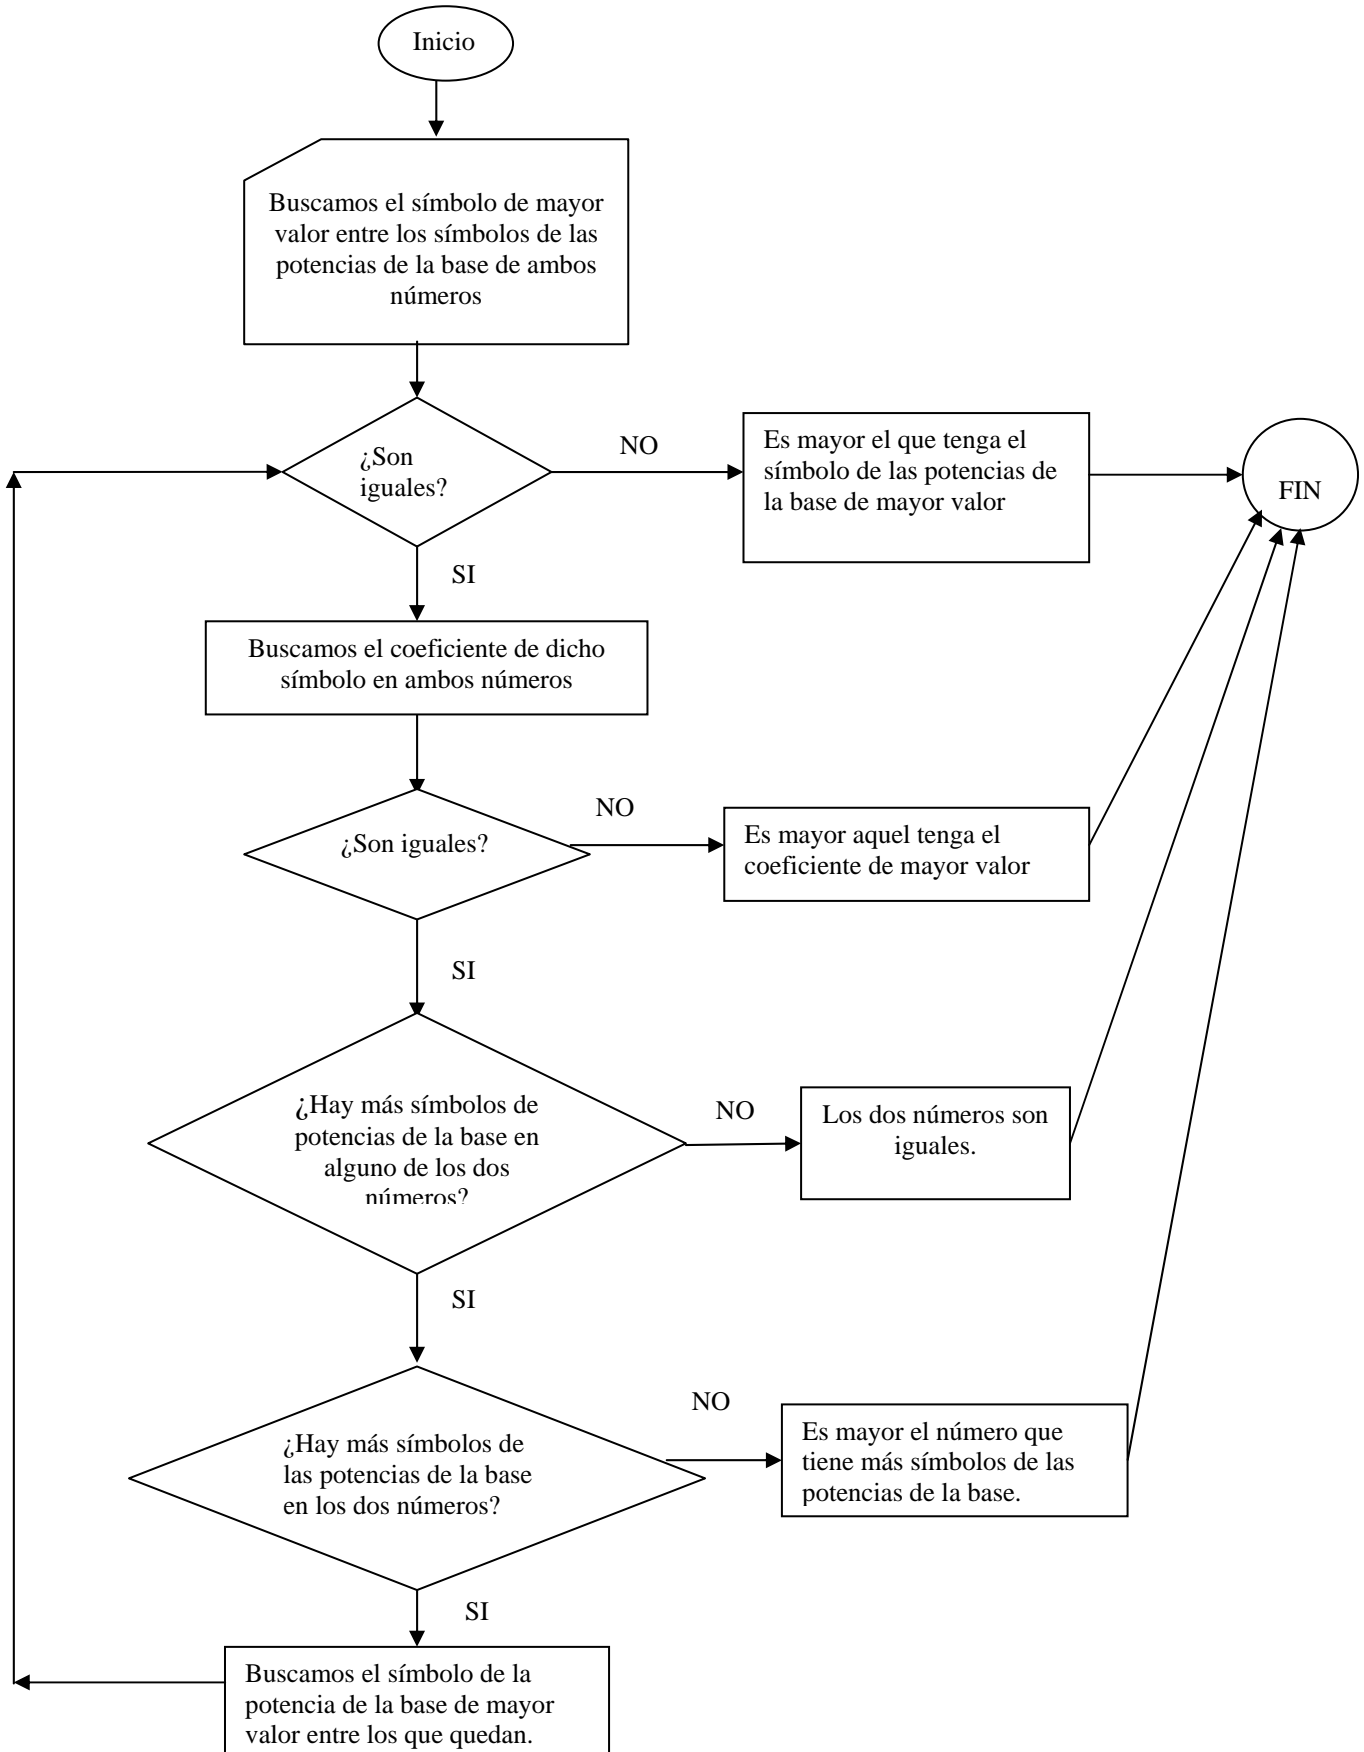 Inicio
Buscamos el símbolo de mayor
valor entre los símbolos de las
potencias de la base de ambos
números
¿Son
iguales?
NO
Es mayor el que tenga el
símbolo de las potencias de
la base de mayor valor
FIN
SI
Buscamos el coeficiente de dicho
símbolo en ambos números
¿Son iguales?
NO
Es mayor aquel tenga el
coeficiente de mayor valor
SI
¿Hay más símbolos de
potencias de la base en
alguno de los dos
números?
NO
Los dos números son
iguales.
SI
¿Hay más símbolos de
las potencias de la base
en los dos números?
NO
Es mayor el número que
tiene más símbolos de las
potencias de la base.
SI
Buscamos el símbolo de la
potencia de la base de mayor
valor entre los que quedan.